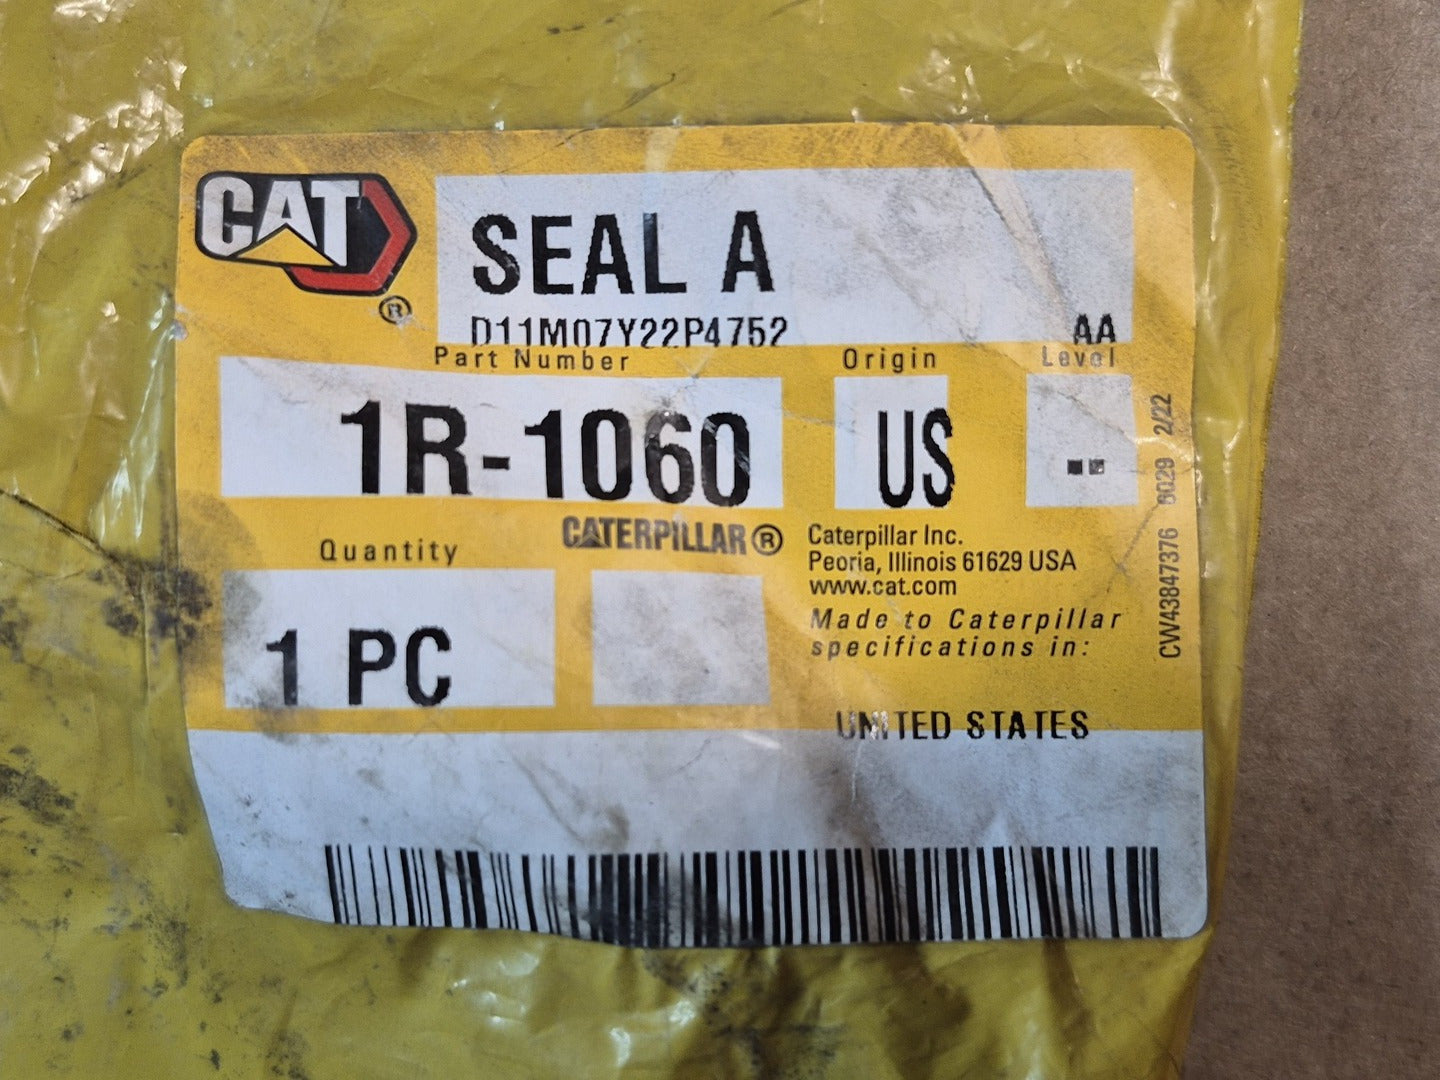 CAT
®
SEAL A
D11M07Y22P4752 AA
Part Number Origin Level
1R-1060 US --
Quantity
CATERPILLAR®
1 PC
Caterpillar Inc.
Peoria, Illinois 61629 USA
www.cat.com
Made to Caterpillar
specifications in:
UNITED STATES
CW43847376 6029 2/22